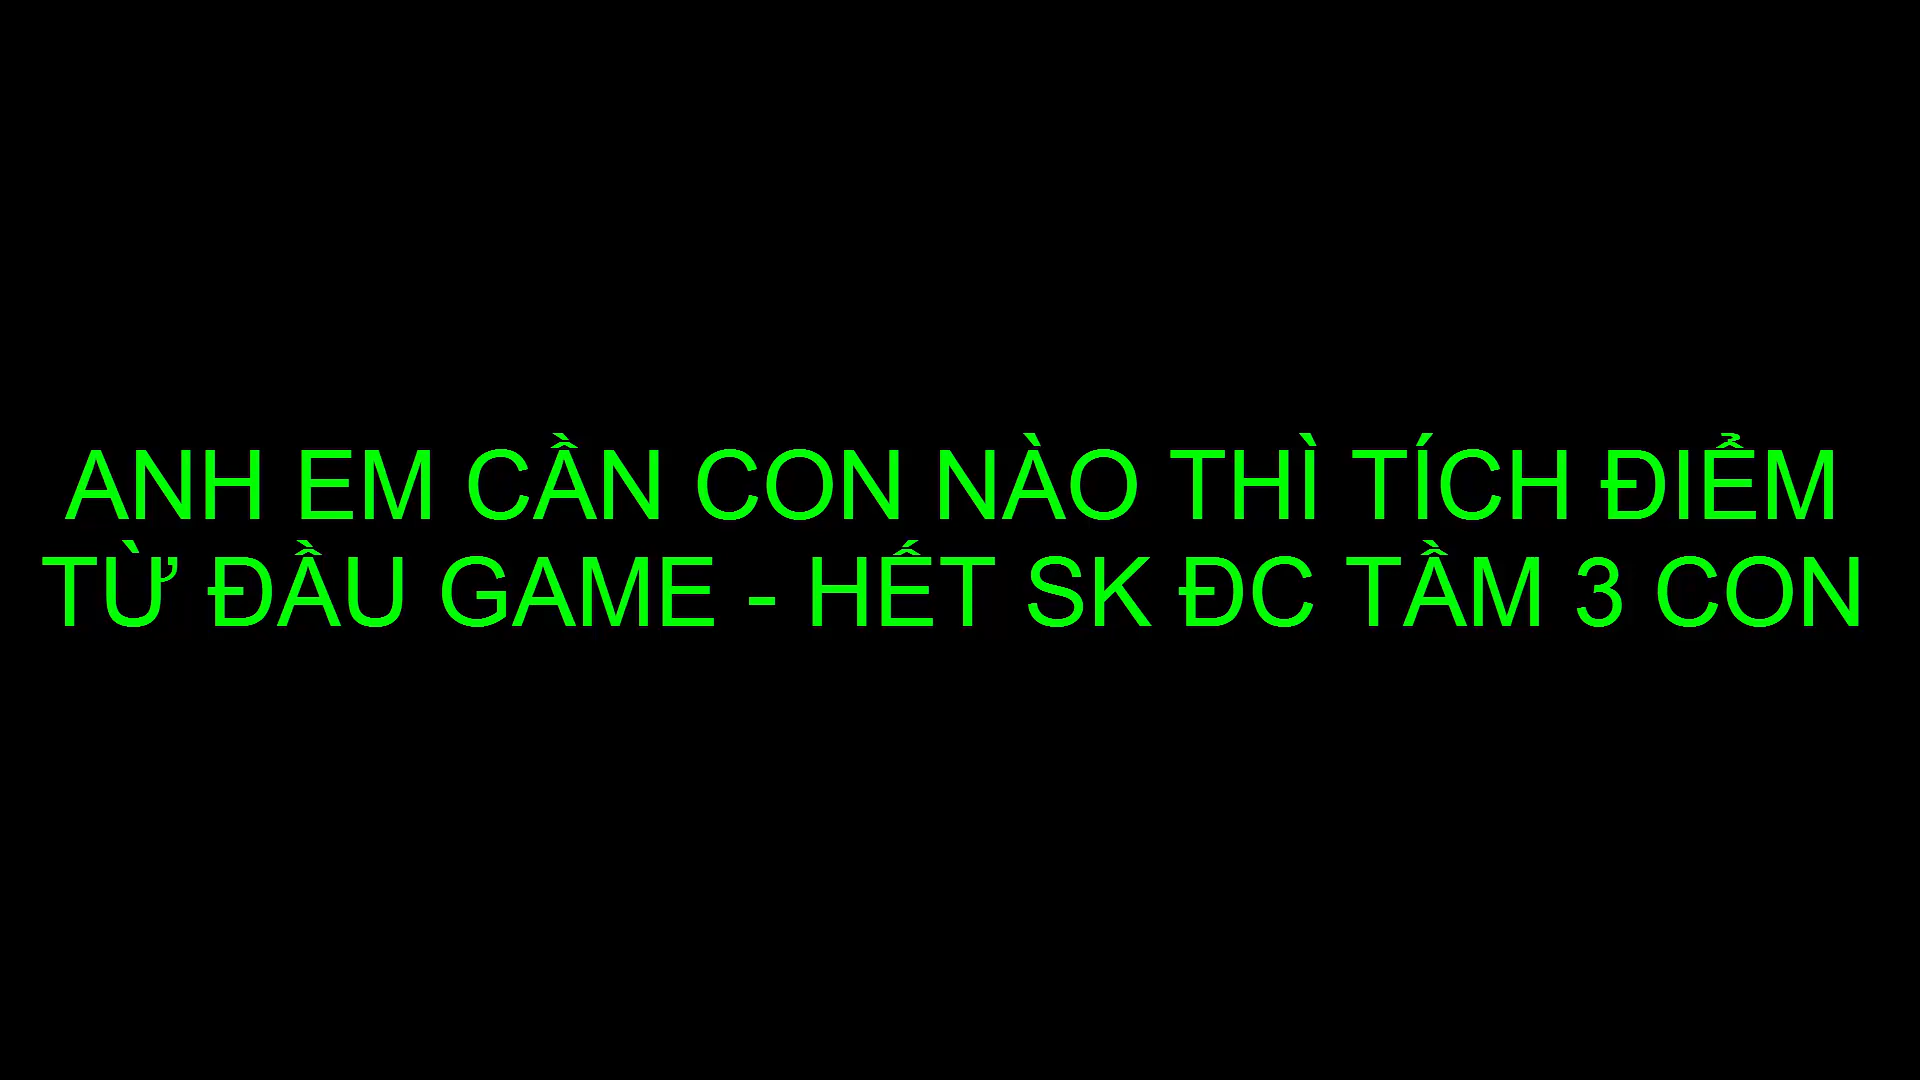 ANH EM CẦN CON NÀO THÌ TÍCH ĐIỂM
TỪ ĐẦU GAME - HẾT SK ĐC TẦM 3 CON